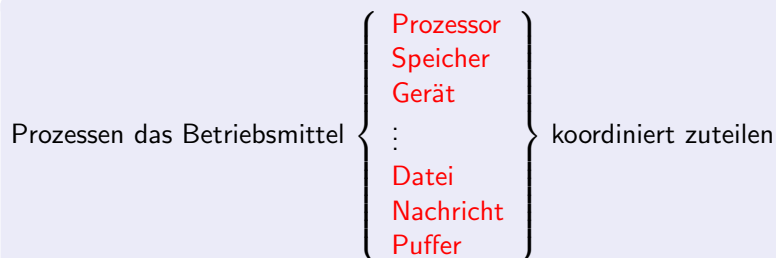 Prozessor
Speicher
Gerät
Prozessen das Betriebsmittel { ⋮ } koordiniert zuteilen
Datei
Nachricht
Puffer